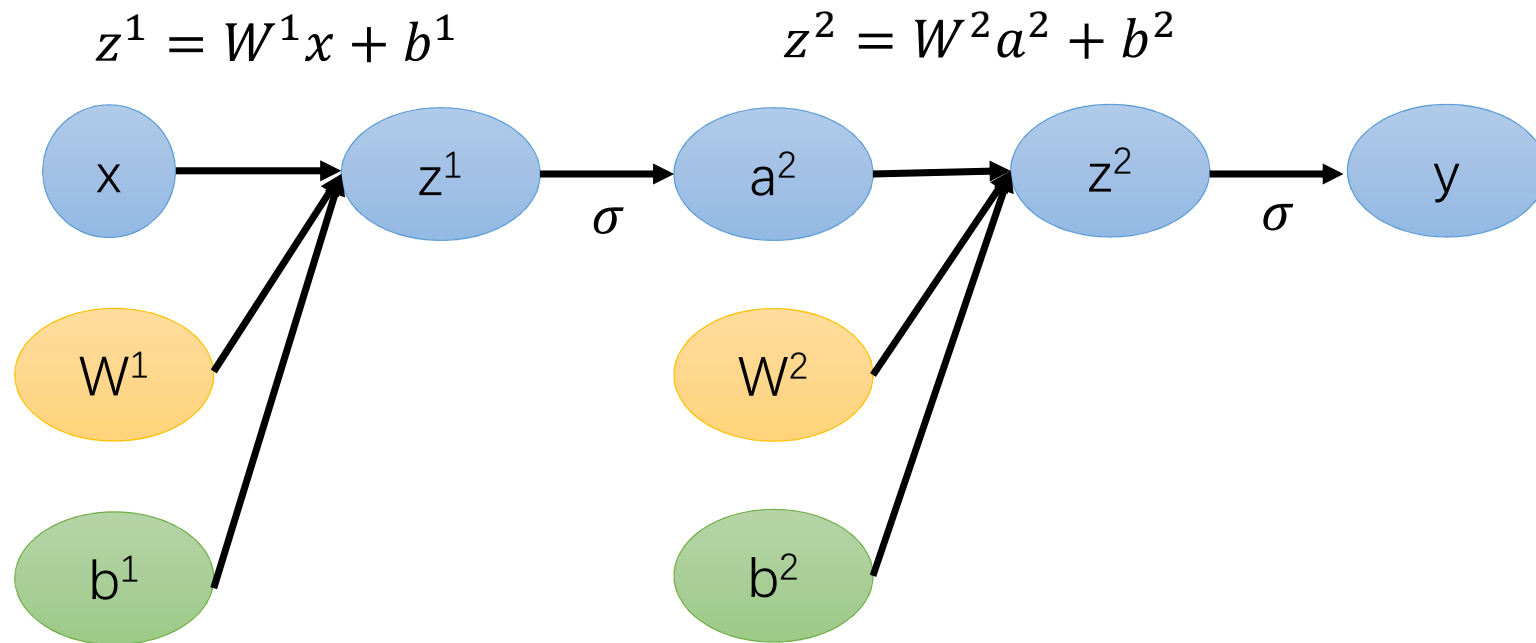 z¹ = W¹x + b¹
z² = W²a² + b²
x
z¹
σ
a²
z²
σ
y
W¹
W²
b¹
b²